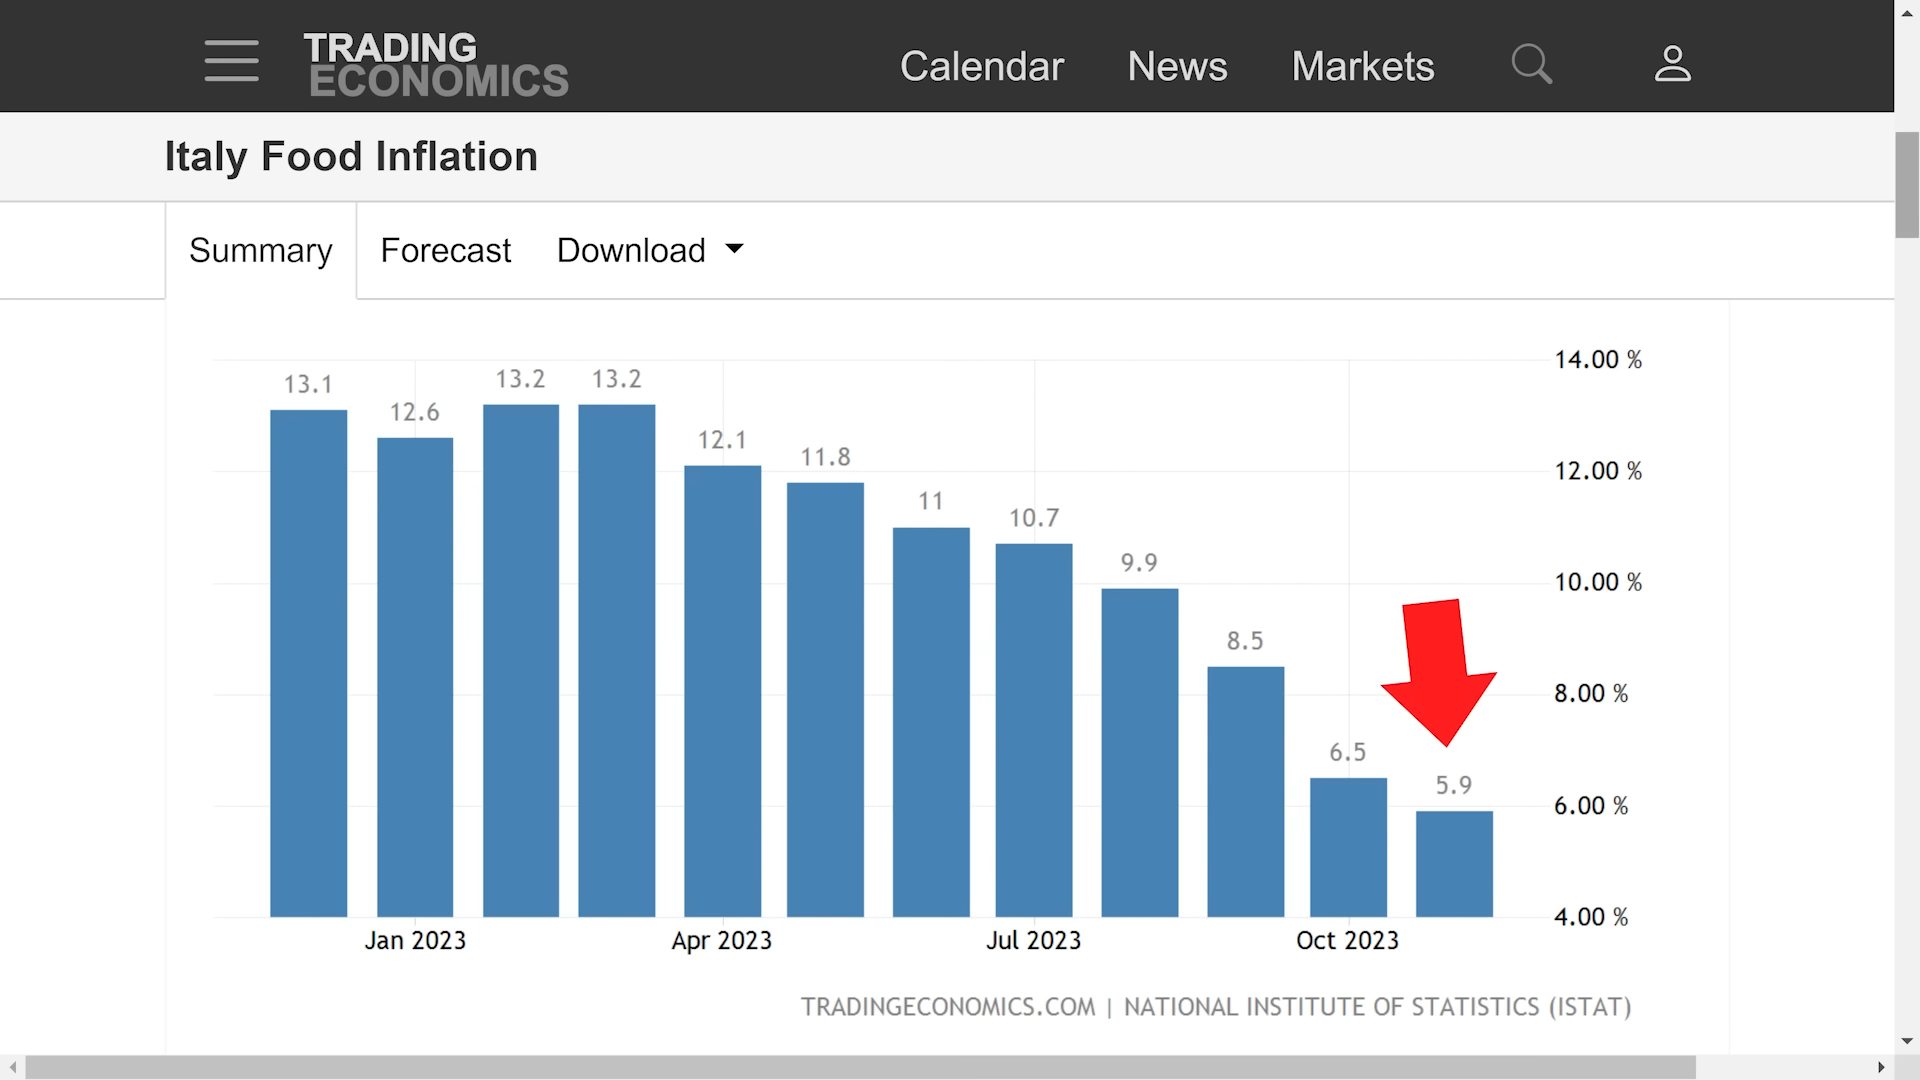 TRADING
ECONOMICS
Calendar News Markets
Italy Food Inflation
Summary Forecast Download
13.1 12.6 13.2 13.2 12.1 11.8 11 10.7 9.9 8.5 6.5 5.9
14.00 %
12.00 %
10.00 %
8.00 %
6.00 %
4.00 %
Jan 2023 Apr 2023 Jul 2023 Oct 2023
TRADINGECONOMICS.COM | NATIONAL INSTITUTE OF STATISTICS (ISTAT)